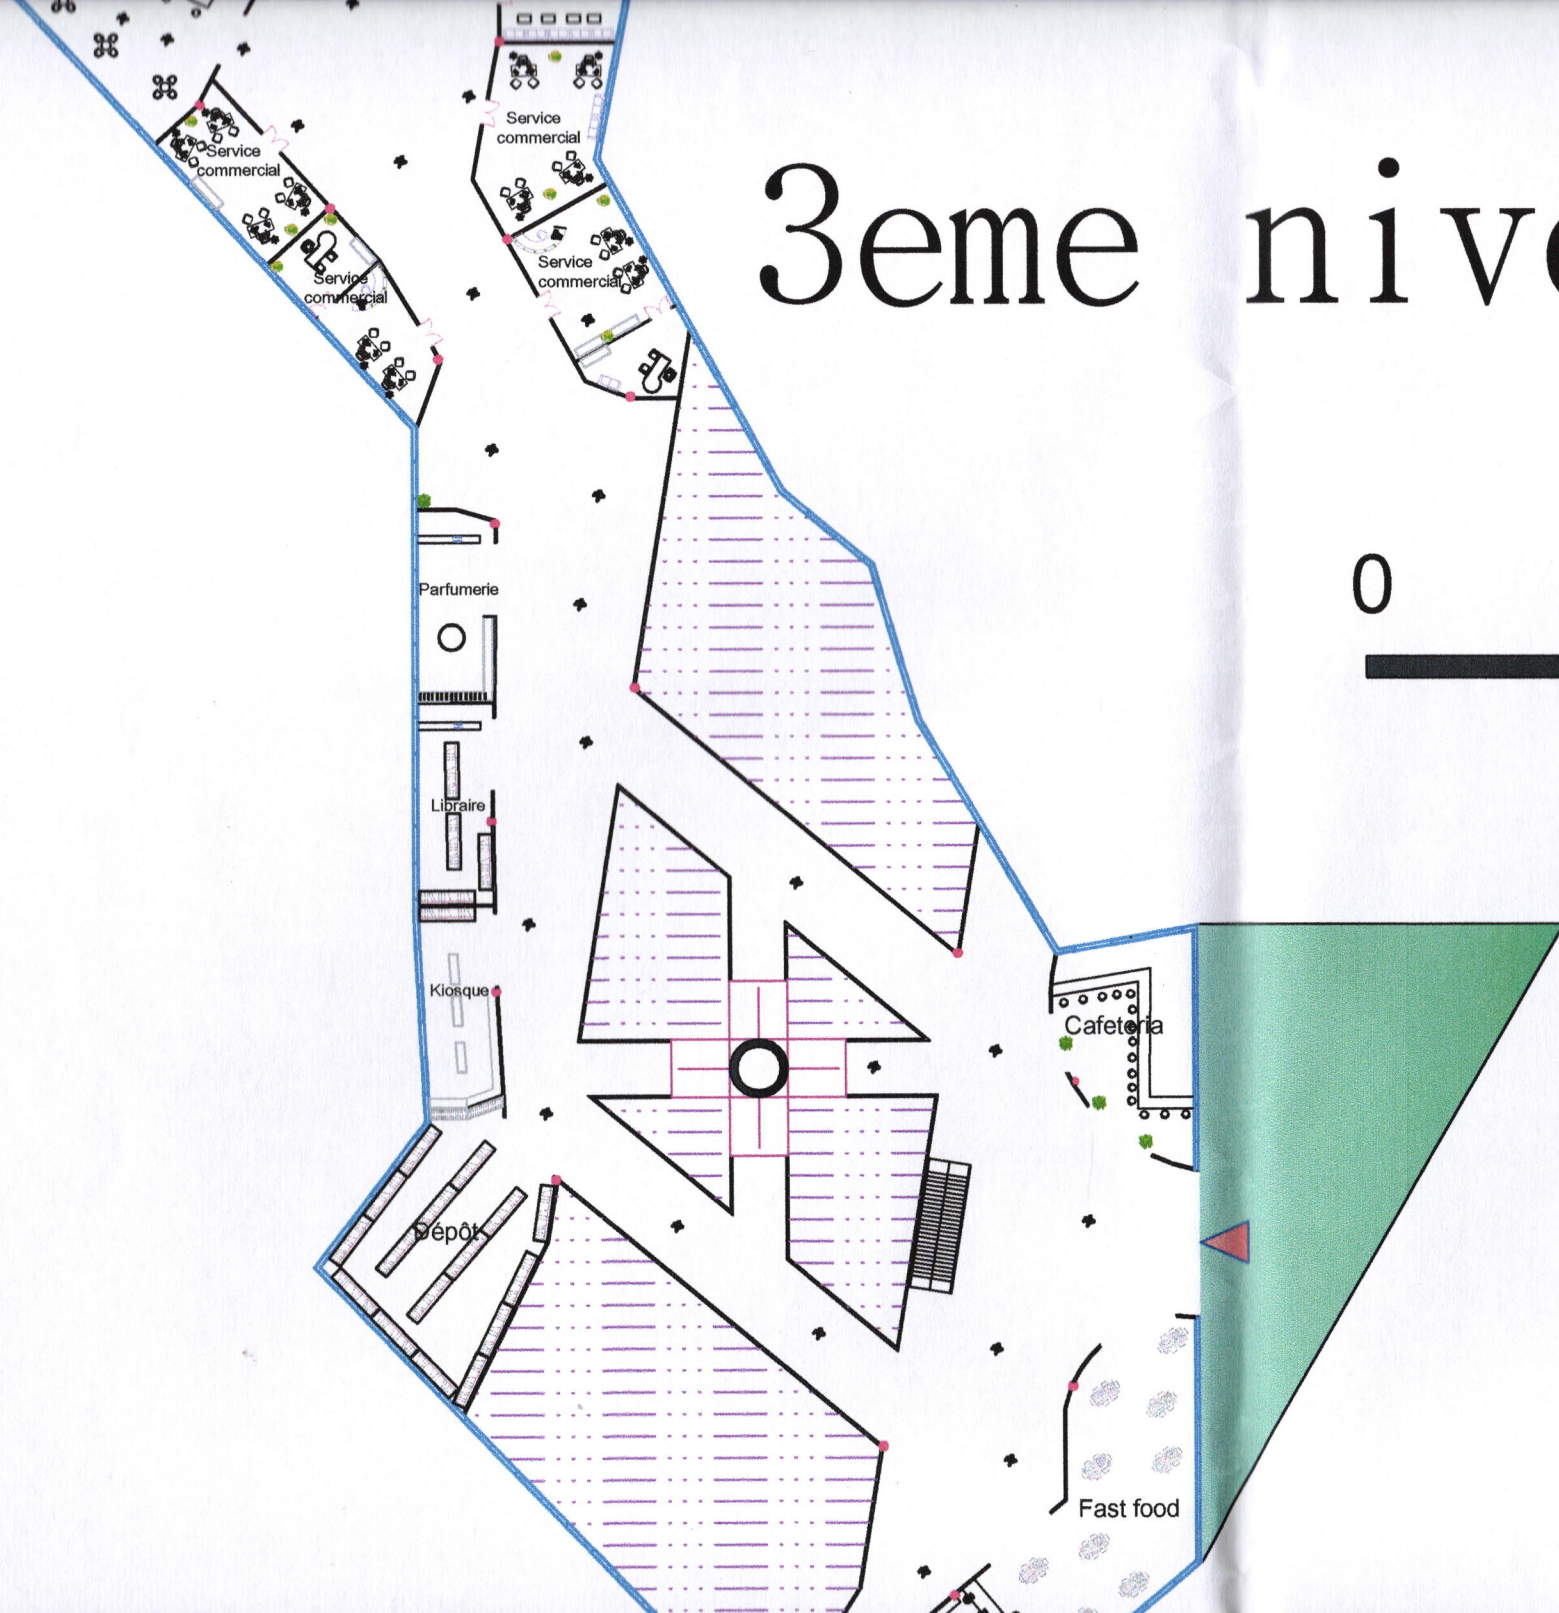 Service
commercial
Service
commercial
3eme nive
Service
commercial
Service
commercial
0
Parfumerie
Libraire
Kiosque
Cafeteria
Dépôt
Fast food